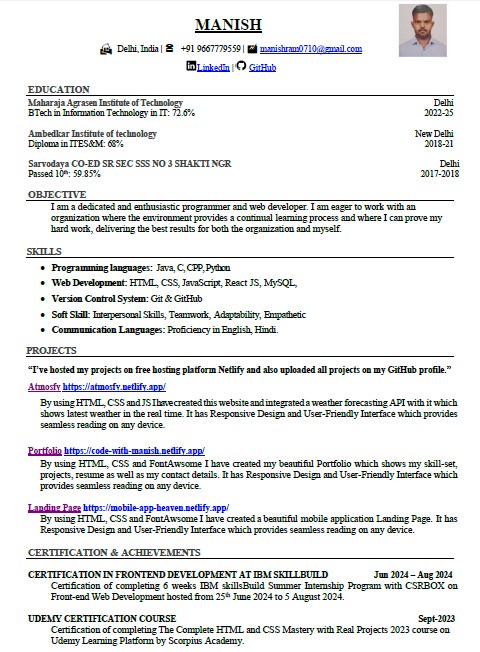 MANISH
Delhi, India | +91 9667779559 | manishram0710@gmail.com
LinkedIn | GitHub
EDUCATION
Maharaja Agrasen Institute of Technology Delhi
BTech in Information Technology in IT: 72.6% 2022-25
Ambedkar Institute of technology New Delhi
Diploma in ITES&M: 68% 2018-21
Sarvodaya CO-ED SR SEC SSS NO 3 SHAKTI NGR Delhi
Passed 10th: 59.85% 2017-2018
OBJECTIVE
I am a dedicated and enthusiastic programmer and web developer. I am eager to work with an
organization where the environment provides a continual learning process and where I can prove my
hard work, delivering the best results for both the organization and myself.
SKILLS
• Programming languages: Java, C, CPP, Python
• Web Development: HTML, CSS, JavaScript, React JS, MySQL,
• Version Control System: Git & GitHub
• Soft Skill: Interpersonal Skills, Teamwork, Adaptability, Empathetic
• Communication Languages: Proficiency in English, Hindi.
PROJECTS
“I’ve hosted my projects on free hosting platform Netlify and also uploaded all projects on my GitHub profile.”
Atmosfy https://atmosfy.netlify.app/
By using HTML, CSS and JS I have created this website and integrated a weather forecasting API with it which
shows latest weather in the real time. It has Responsive Design and User-Friendly Interface which provides
seamless reading on any device.
Portfolio https://code-with-manish.netlify.app/
By using HTML, CSS and FontAwsome I have created my beautiful Portfolio which shows my skill-set,
projects, resume as well as my contact details. It has Responsive Design and User-Friendly Interface which
provides seamless reading on any device.
Landing Page https://mobile-app-heaven.netlify.app/
By using HTML, CSS and FontAwsome I have created a beautiful mobile application Landing Page. It has
Responsive Design and User-Friendly Interface which provides seamless reading on any device.
CERTIFICATION & ACHIEVEMENTS
CERTIFICATION IN FRONTEND DEVELOPMENT AT IBM SKILLBUILD Jun 2024 – Aug 2024
Certification of completing 6 weeks IBM skillsBuild Summer Internship Program with CSRBOX on
Front-end Web Development hosted from 25th June 2024 to 5 August 2024.
UDEMY CERTIFICATION COURSE Sept-2023
Certification of completing The Complete HTML and CSS Mastery with Real Projects 2023 course on
Udemy Learning Platform by Scorpius Academy.